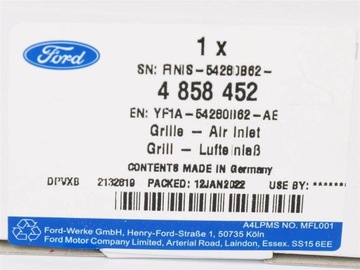 Ford
1 x
SN: FINIS-54260B62-
4 858 452
EN: YF1A-54260B62-AE
Grille - Air Inlet
Grill - Lufteinlaß
CONTENTS MADE IN Germany
DPVXB 2132619 PACKED: 12JAN2022 USE BY: ******
A4LPMS NO. MFL001
Ford-Werke GmbH, Henry-Ford-Straße 1, 50735 Köln
Ford Motor Company Limited, Arterial Road, Laindon, Essex. SS15 6EE